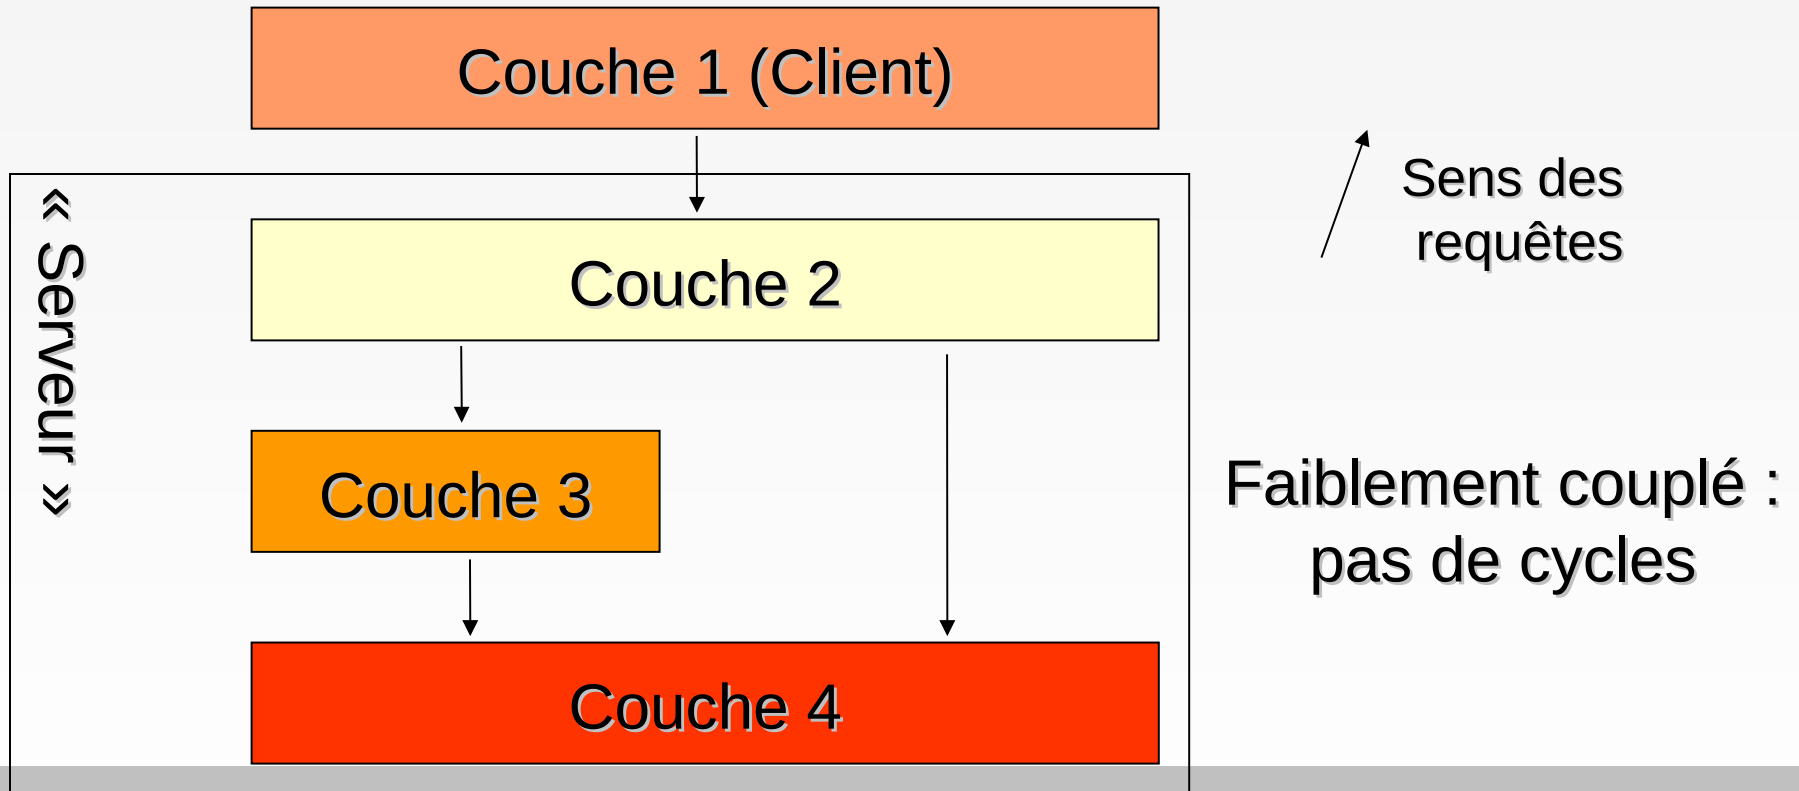 Couche 1 (Client)
« Serveur »
Sens des
requêtes
Couche 2
Couche 3
Faiblement couplé :
pas de cycles
Couche 4